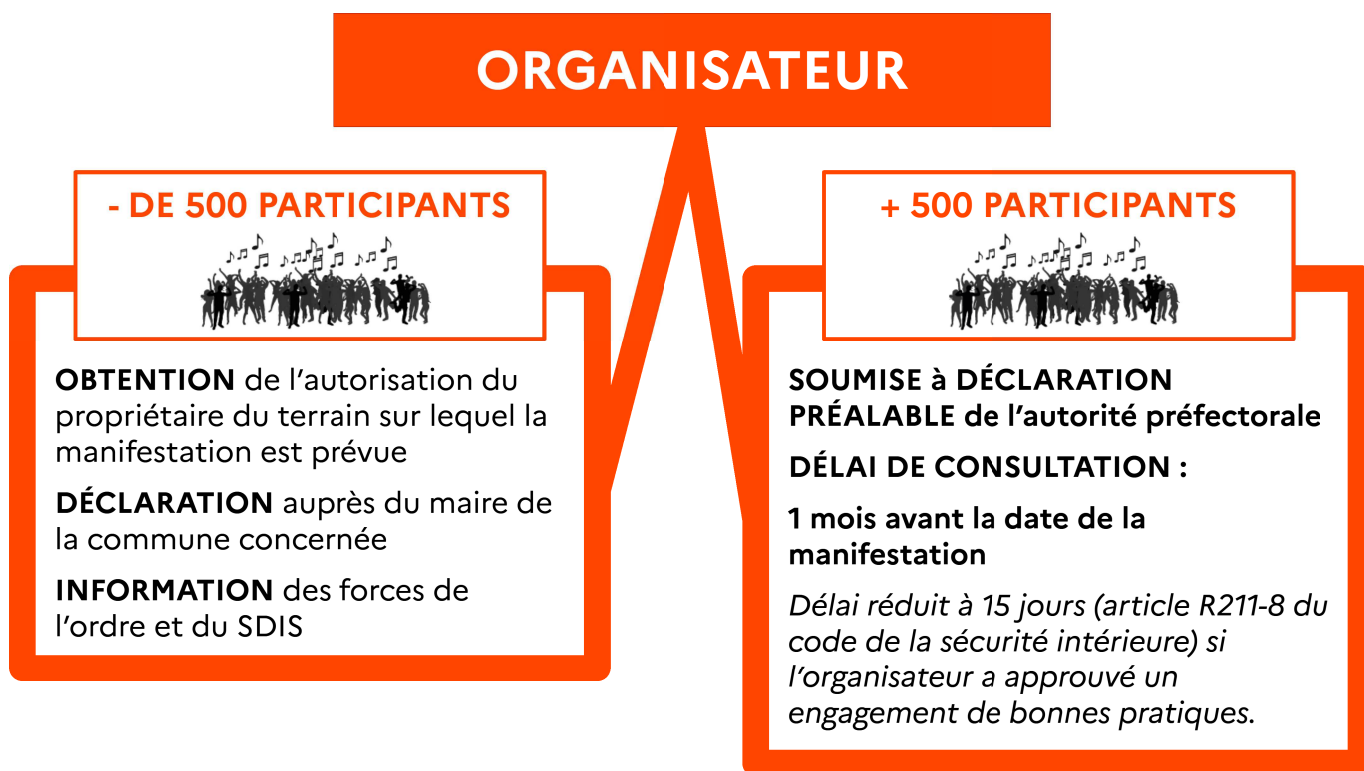 ORGANISATEUR
- DE 500 PARTICIPANTS
OBTENTION de l'autorisation du
propriétaire du terrain sur lequel la
manifestation est prévue
DÉCLARATION auprès du maire de
la commune concernée
INFORMATION des forces de
l'ordre et du SDIS
+ 500 PARTICIPANTS
SOUMISE à DÉCLARATION
PRÉALABLE de l'autorité préfectorale
DÉLAI DE CONSULTATION :
1 mois avant la date de la
manifestation
Délai réduit à 15 jours (article R211-8 du
code de la sécurité intérieure) si
l'organisateur a approuvé un
engagement de bonnes pratiques.